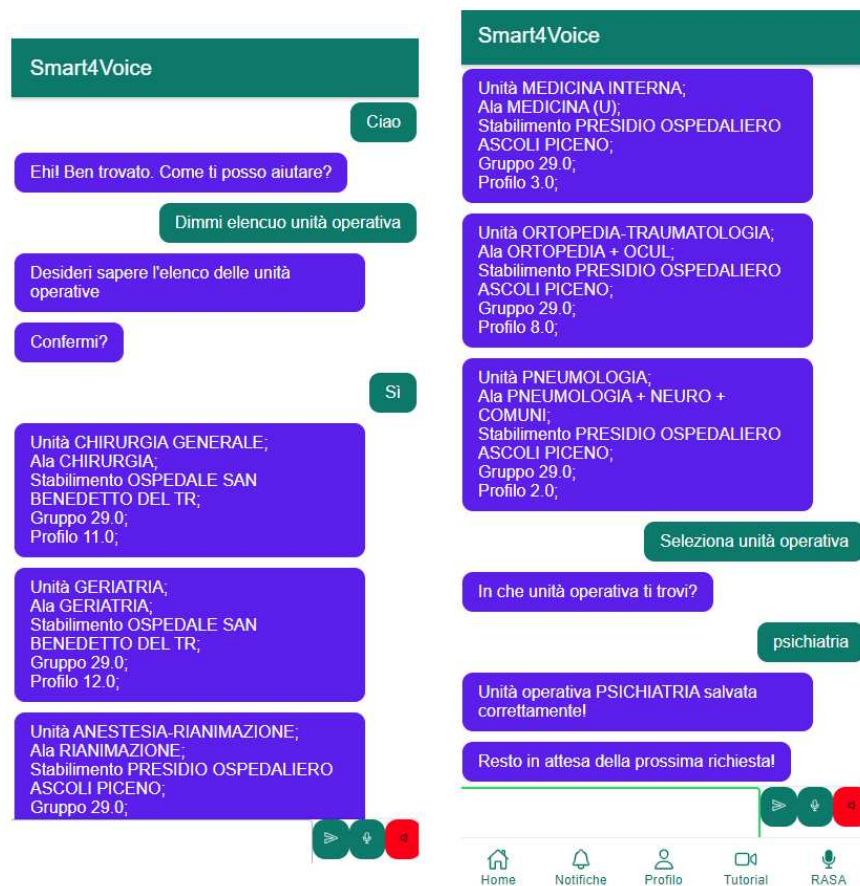 Smart4Voice
Ciao
Ehi! Ben trovato. Come ti posso aiutare?
Dimmi elencuo unità operativa
Desideri sapere l'elenco delle unità
operative
Confermi?
Sì
Unità CHIRURGIA GENERALE;
Ala CHIRURGIA;
Stabilimento OSPEDALE SAN
BENEDETTO DEL TR;
Gruppo 29.0;
Profilo 11.0;
Unità GERIATRIA;
Ala GERIATRIA;
Stabilimento OSPEDALE SAN
BENEDETTO DEL TR;
Gruppo 29.0;
Profilo 12.0;
Unità ANESTESIA-RIANIMAZIONE;
Ala RIANIMAZIONE;
Stabilimento PRESIDIO OSPEDALIERO
ASCOLI PICENO;
Gruppo 29.0;
Smart4Voice
Unità MEDICINA INTERNA;
Ala MEDICINA (U);
Stabilimento PRESIDIO OSPEDALIERO
ASCOLI PICENO;
Gruppo 29.0;
Profilo 3.0;
Unità ORTOPEDIA-TRAUMATOLOGIA;
Ala ORTOPEDIA + OCUL;
Stabilimento PRESIDIO OSPEDALIERO
ASCOLI PICENO;
Gruppo 29.0;
Profilo 8.0;
Unità PNEUMOLOGIA;
Ala PNEUMOLOGIA + NEURO +
COMUNI;
Stabilimento PRESIDIO OSPEDALIERO
ASCOLI PICENO;
Gruppo 29.0;
Profilo 2.0;
Seleziona unità operativa
In che unità operativa ti trovi?
psichiatria
Unità operativa PSICHIATRIA salvata
correttamente!
Resto in attesa della prossima richiesta!
Home Notifiche Profilo Tutorial RASA